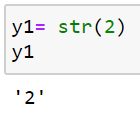 y1= str(2)
y1
'2'